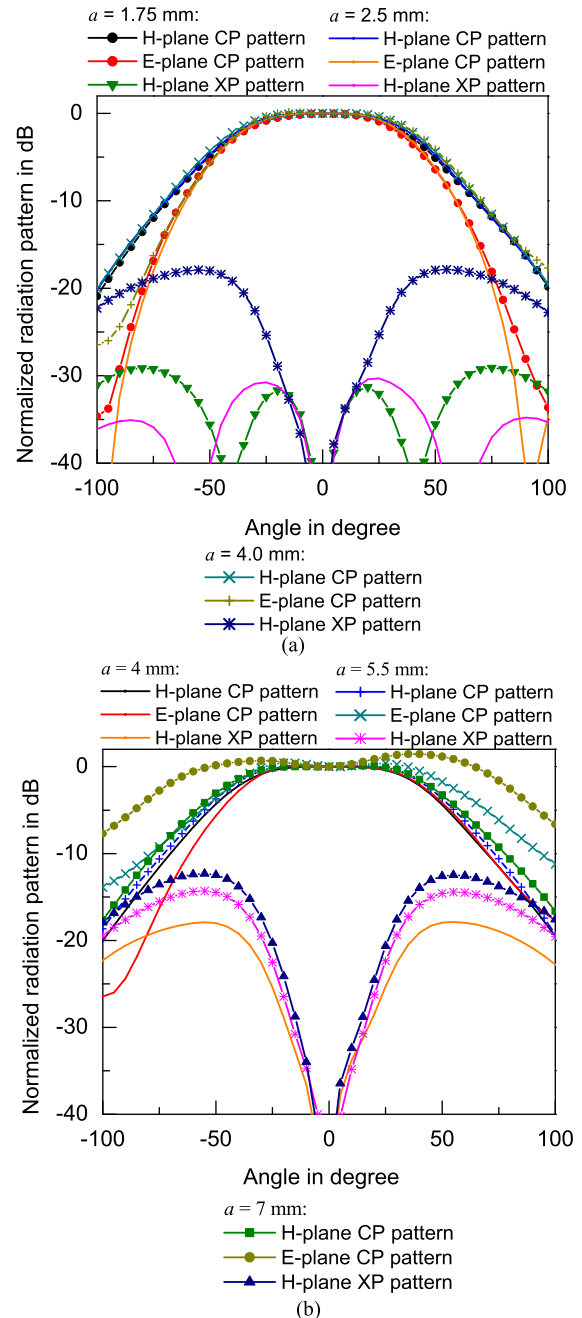 a = 1.75 mm:
H-plane CP pattern
E-plane CP pattern
H-plane XP pattern
a = 2.5 mm:
H-plane CP pattern
E-plane CP pattern
H-plane XP pattern
Normalized radiation pattern in dB
0
-10
-20
-30
-40
-100
-50
0
50
100
Angle in degree
a = 4.0 mm:
H-plane CP pattern
E-plane CP pattern
H-plane XP pattern
(a)
a = 4 mm:
H-plane CP pattern
E-plane CP pattern
H-plane XP pattern
a = 5.5 mm:
H-plane CP pattern
E-plane CP pattern
H-plane XP pattern
Normalized radiation pattern in dB
0
-10
-20
-30
-40
-100
-50
0
50
100
Angle in degree
a = 7 mm:
H-plane CP pattern
E-plane CP pattern
H-plane XP pattern
(b)